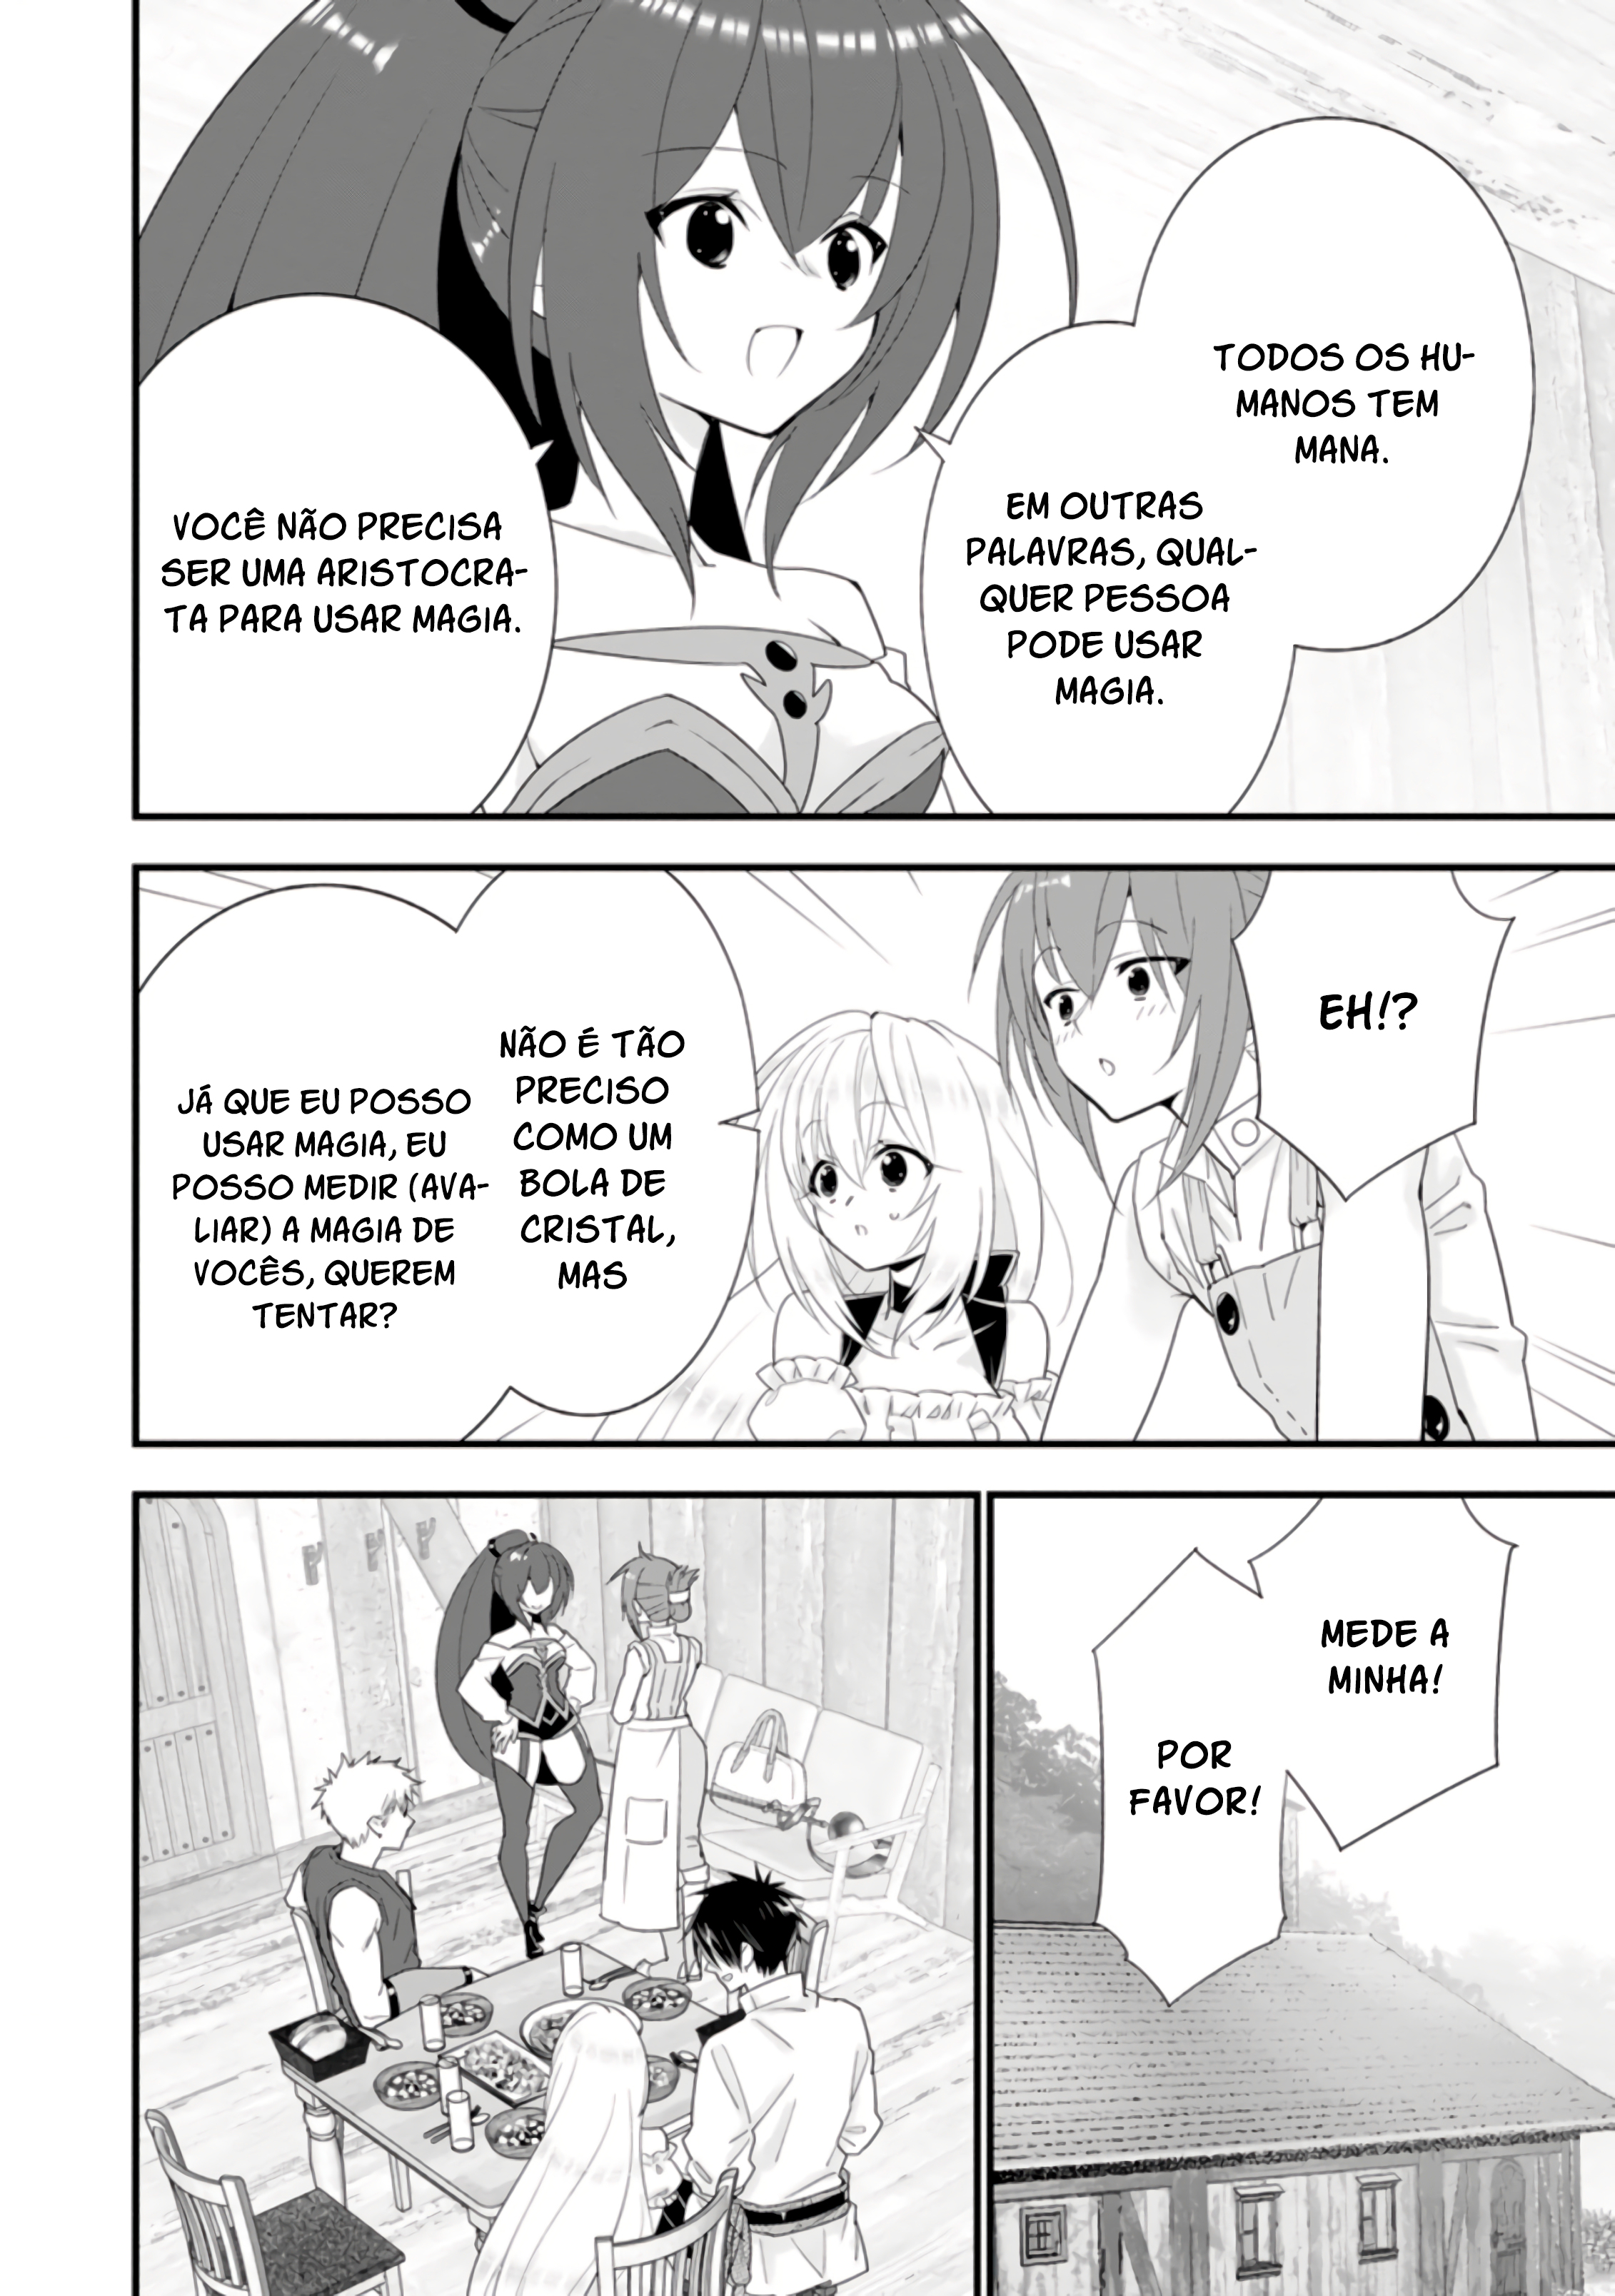 TODOS OS HU-
MANOS TEM
MANA.
EM OUTRAS
PALAVRAS, QUAL-
QUER PESSOA
PODE USAR
MAGIA.
VOCÊ NÃO PRECISA
SER UMA ARISTOCRA-
TA PARA USAR MAGIA.
EH!?
NÃO É TÃO
PRECISO
COMO UM
BOLA DE
CRISTAL,
MAS
JÁ QUE EU POSSO
USAR MAGIA, EU
POSSO MEDIR (AVA-
LIAR) A MAGIA DE
VOCÊS, QUEREM
TENTAR?
MEDE A
MINHA!
POR
FAVOR!